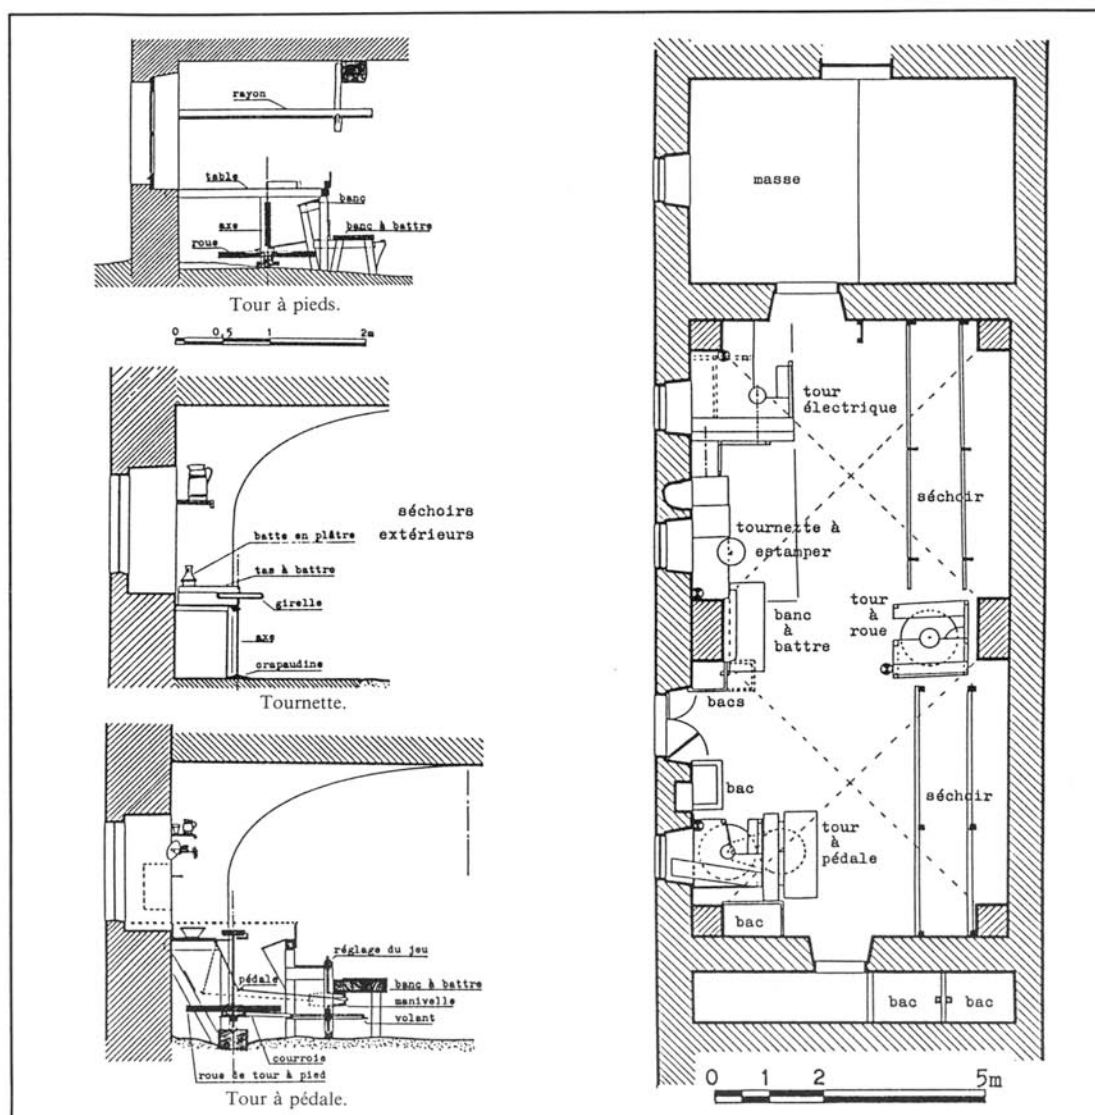 rayon
table
banc
axe
banc à battre
roue
Tour à pieds.
0 0,5 1 2m
séchoirs
extérieurs
batte en plâtre
tas à battre
girelle
axe
crapaudine
Tournette.
réglage du jeu
pédale
banc à battre
manivelle
volant
courroie
roue de tour à pied
Tour à pédale.
masse
tour
électrique
séchoir
tournette à
estamper
banc
à
battre
tour
à
roue
bacs
bac
séchoir
tour
à
pédale
bac
bac
bac
0 1 2 5m